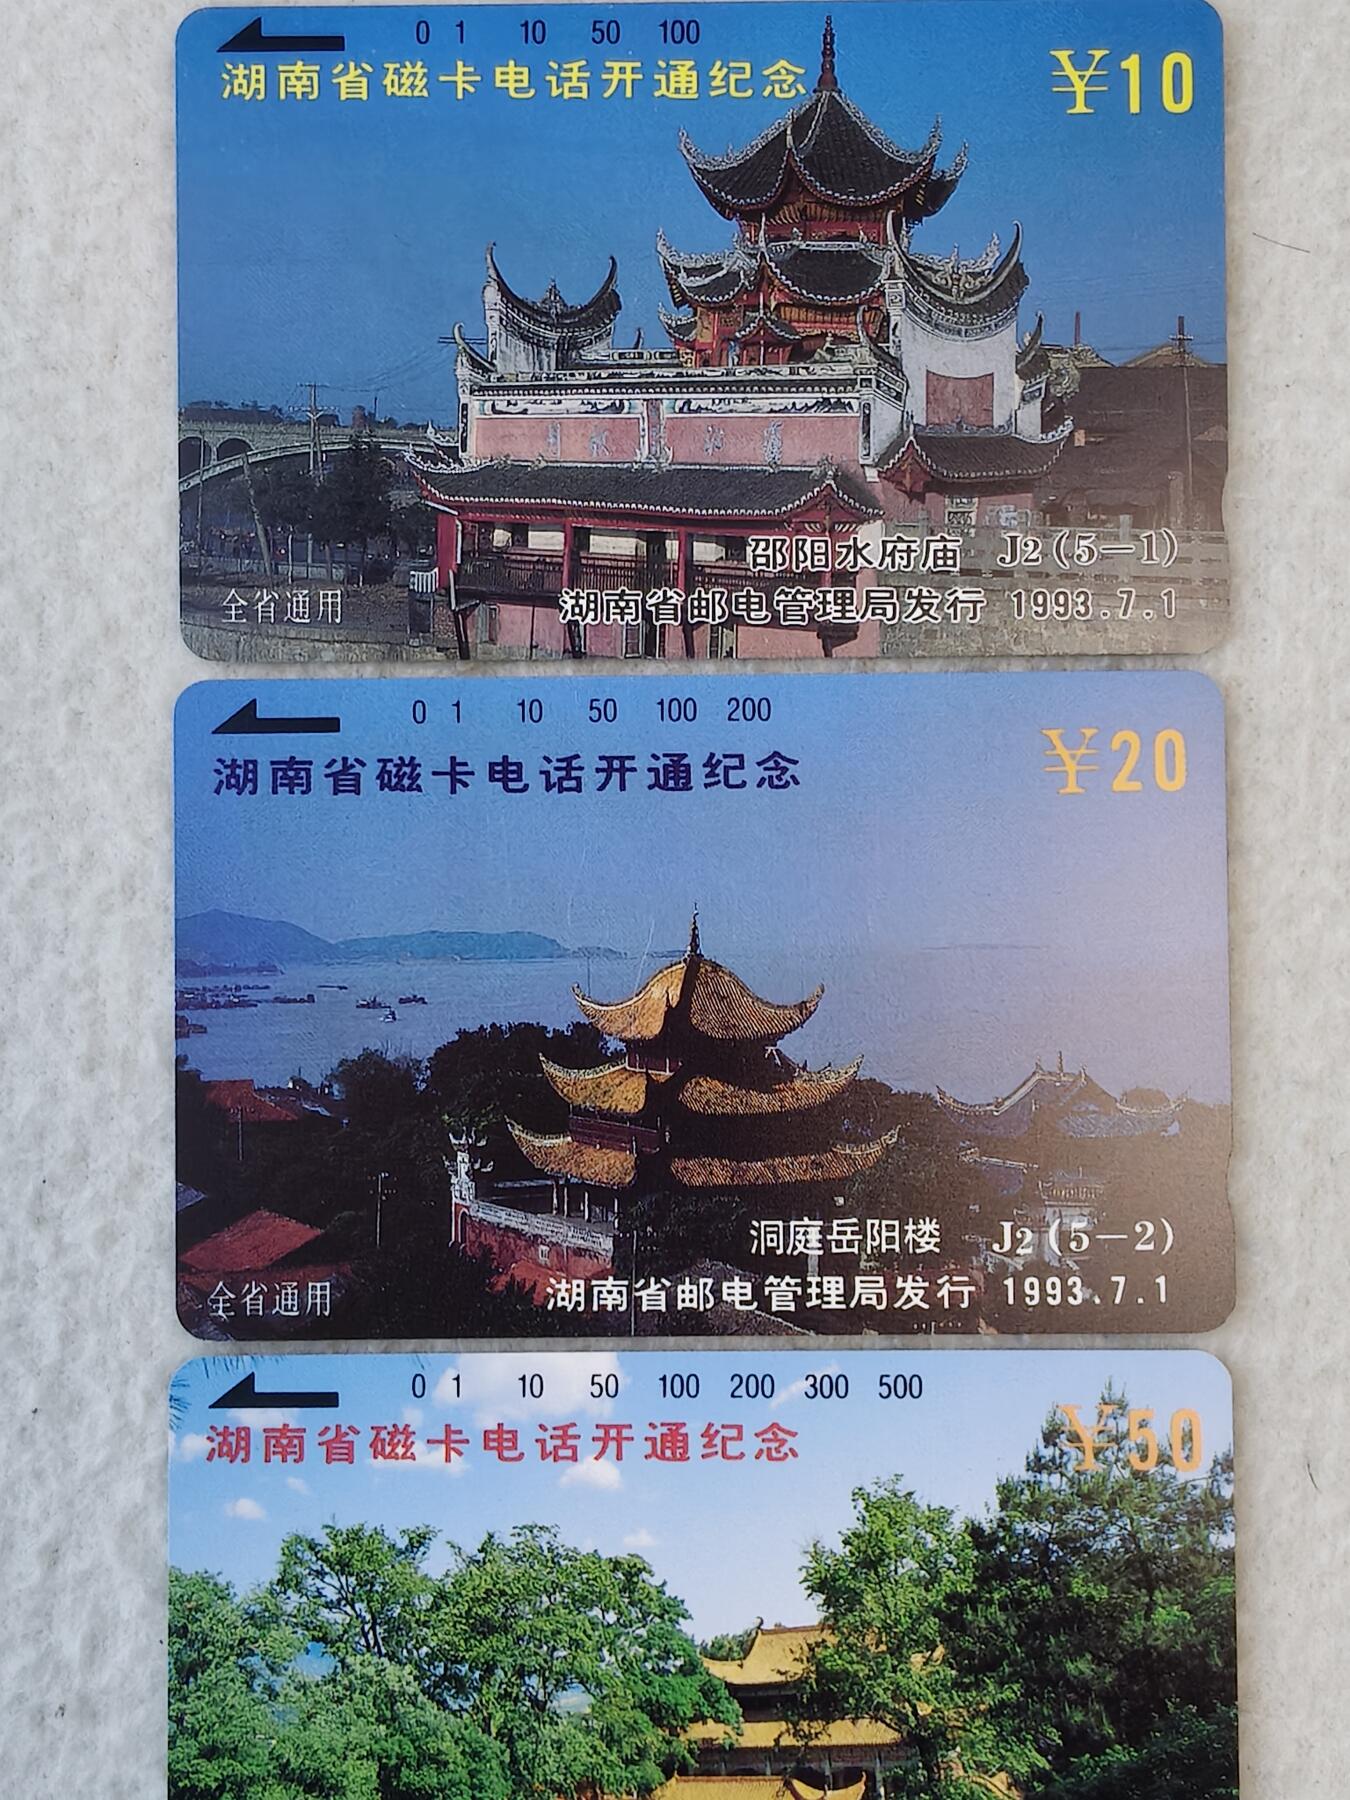 0 1 10 50 100
湖南省磁卡电话开通纪念 ¥10
邵阳水府庙 J2(5-1)
全省通用 湖南省邮电管理局发行 1993.7.1
0 1 10 50 100 200
湖南省磁卡电话开通纪念 ¥20
洞庭岳阳楼 J2(5-2)
全省通用 湖南省邮电管理局发行 1993.7.1
0 1 10 50 100 200 300 500
湖南省磁卡电话开通纪念 ¥50